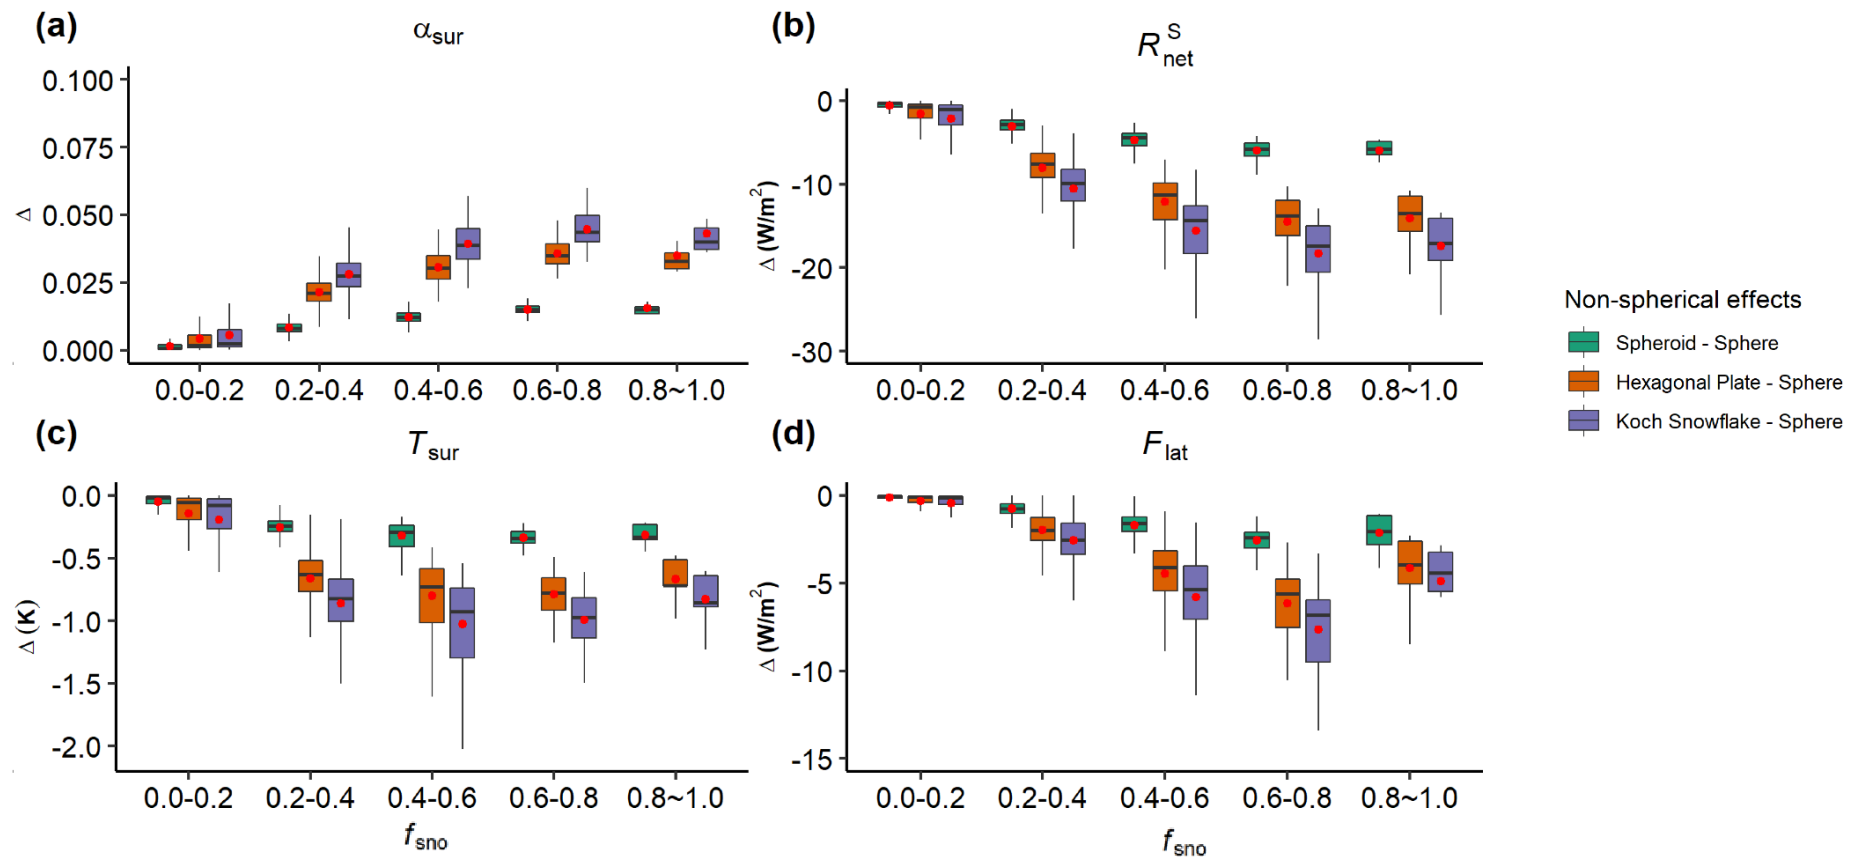 (a)
α sur
0.100
0.075
0.050
0.025
0.000
Δ
0.0-0.2 0.2-0.4 0.4-0.6 0.6-0.8 0.8~1.0
(b)
R S net
0
-10
-20
-30
Δ (W/m²)
0.0-0.2 0.2-0.4 0.4-0.6 0.6-0.8 0.8~1.0
Non-spherical effects
Spheroid - Sphere
Hexagonal Plate - Sphere
Koch Snowflake - Sphere
(c)
T sur
0.0
-0.5
-1.0
-1.5
-2.0
Δ (K)
0.0-0.2 0.2-0.4 0.4-0.6 0.6-0.8 0.8~1.0
f sno
(d)
F lat
0
-5
-10
-15
Δ (W/m²)
0.0-0.2 0.2-0.4 0.4-0.6 0.6-0.8 0.8~1.0
f sno